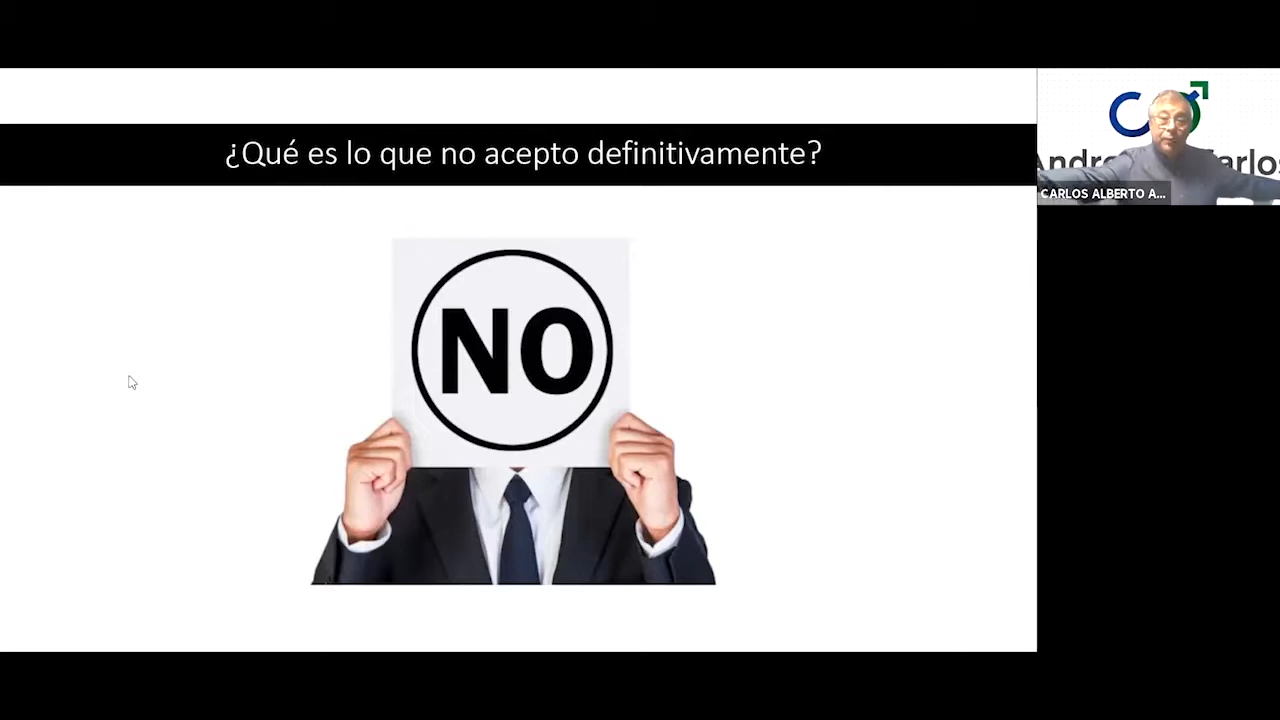 ¿Qué es lo que no acepto definitivamente?
NO
CARLOS ALBERTO A...